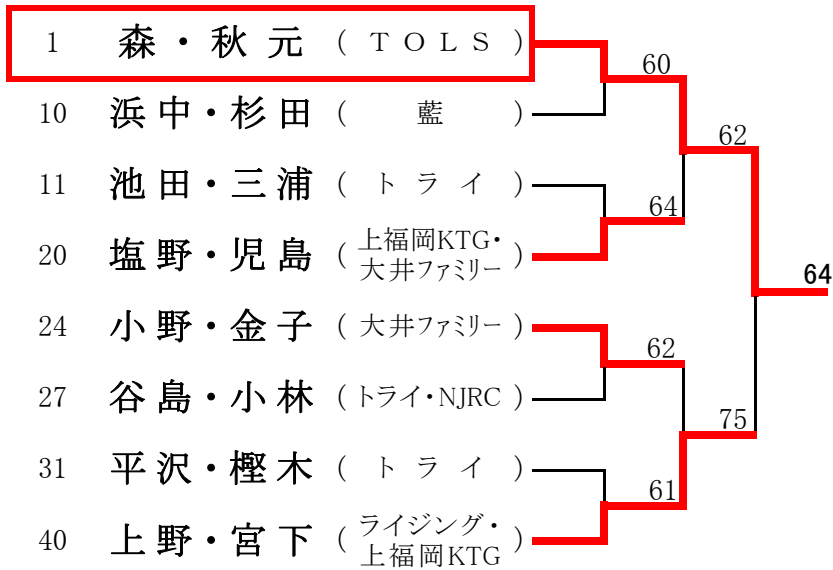 1 森・秋元 (TOLS)
60
10 浜中・杉田 (藍)
62
11 池田・三浦 (トライ)
64
20 塩野・児島 (上福岡KTG・
大井ファミリー)
64
24 小野・金子 (大井ファミリー)
62
27 谷島・小林 (トライ・NJRC)
75
31 平沢・樫木 (トライ)
61
40 上野・宮下 (ライジング・
上福岡KTG)